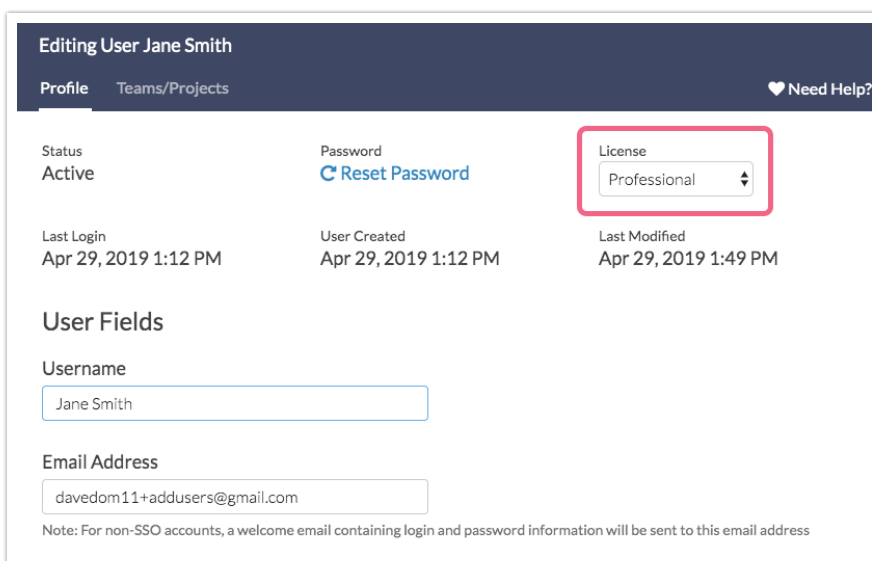 Editing User Jane Smith
Profile Teams/Projects Need Help?
Status Password License
Active Reset Password Professional
Last Login User Created Last Modified
Apr 29, 2019 1:12 PM Apr 29, 2019 1:12 PM Apr 29, 2019 1:49 PM
User Fields
Username
Jane Smith
Email Address
davedom11+addusers@gmail.com
Note: For non-SSO accounts, a welcome email containing login and password information will be sent to this email address